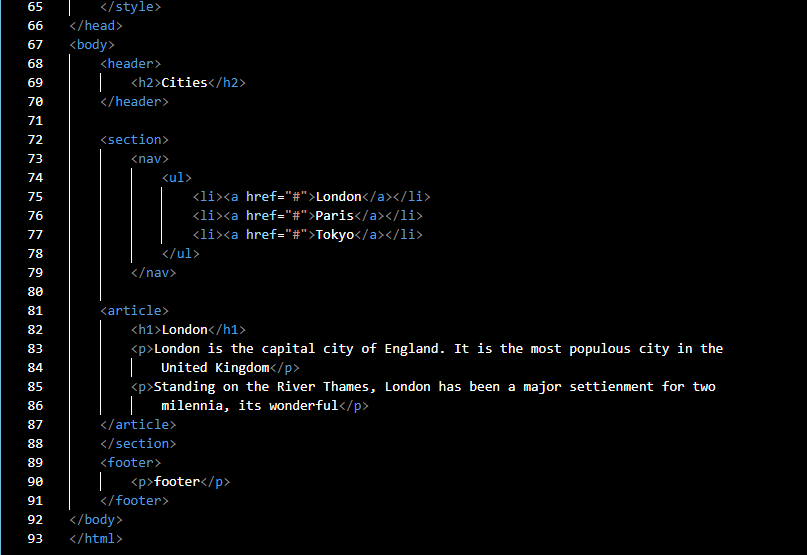 65 </style>
66 </head>
67 <body>
68 <header>
69 <h2>Cities</h2>
70 </header>
71
72 <section>
73 <nav>
74 <ul>
75 <li><a href="#">London</a></li>
76 <li><a href="#">Paris</a></li>
77 <li><a href="#">Tokyo</a></li>
78 </ul>
79 </nav>
80
81 <article>
82 <h1>London</h1>
83 <p>London is the capital city of England. It is the most populous city in the
84 United Kingdom</p>
85 <p>Standing on the River Thames, London has been a major settienment for two
86 milennia, its wonderful</p>
87 </article>
88 </section>
89 <footer>
90 <p>footer</p>
91 </footer>
92 </body>
93 </html>